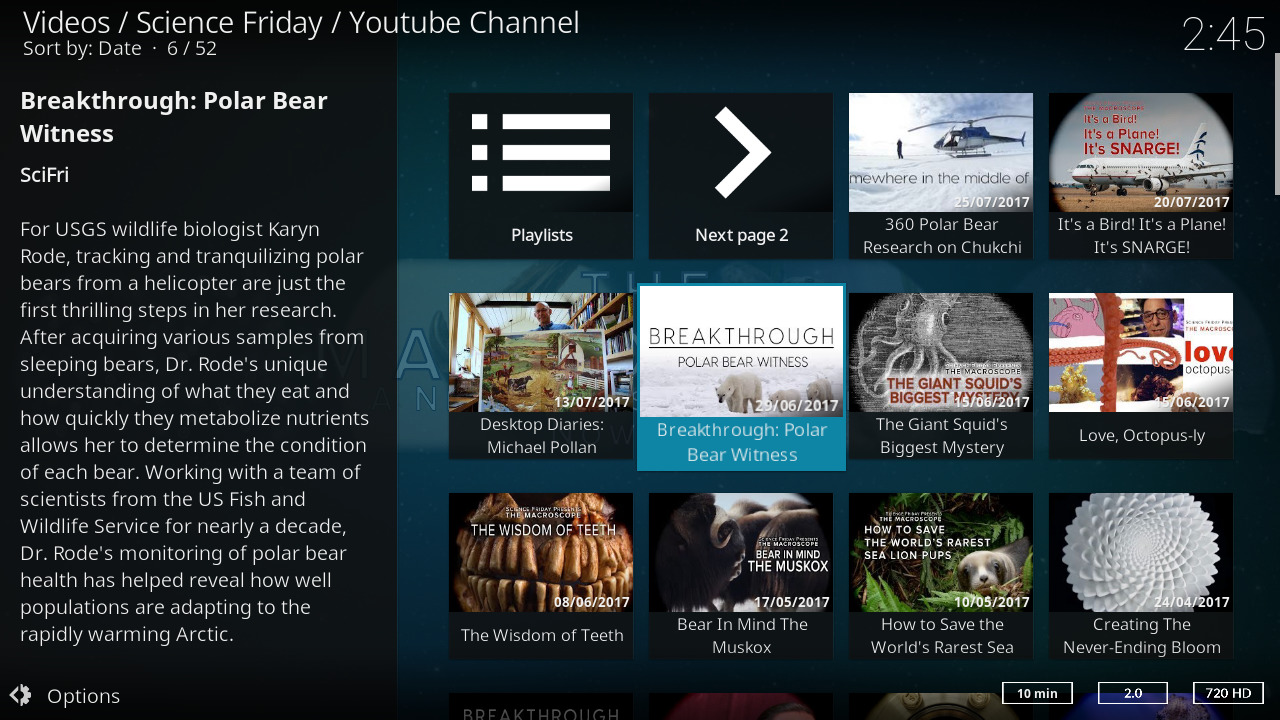 Videos / Science Friday / Youtube Channel
Sort by: Date · 6 / 52
2:45
Breakthrough: Polar Bear
Witness
SciFri
For USGS wildlife biologist Karyn
Rode, tracking and tranquilizing polar
bears from a helicopter are just the
first thrilling steps in her research.
After acquiring various samples from
sleeping bears, Dr. Rode's unique
understanding of what they eat and
how quickly they metabolize nutrients
allows her to determine the condition
of each bear. Working with a team of
scientists from the US Fish and
Wildlife Service for nearly a decade,
Dr. Rode's monitoring of polar bear
health has helped reveal how well
populations are adapting to the
rapidly warming Arctic.
Options
Playlists
Next page 2
mewhere in the middle of
25/07/2017
360 Polar Bear
Research on Chukchi
THE MACROSCOPE
It's a Bird!
It's a Plane!
It's SNARGE!
20/07/2017
It's a Bird! It's a Plane!
It's SNARGE!
THE
13/07/2017
Desktop Diaries:
Michael Pollan
BREAKTHROUGH
POLAR BEAR WITNESS
29/06/2017
Breakthrough: Polar
Bear Witness
SCIENCE FRIDAY PRESENTS
THE MACROSCOPE
THE GIANT SQUID'S
BIGGEST MYSTERY
15/06/2017
The Giant Squid's
Biggest Mystery
SCIENCE FRIDAY PRESE
THE MACROSCO
love
octopus-
15/06/2017
Love, Octopus-ly
SCIENCE FRIDAY PRESENTS
THE MACROSCOPE
THE WISDOM OF TEETH
08/06/2017
The Wisdom of Teeth
SCIENCE FRIDAY PRESENTS
THE MACROSCOPE
BEAR IN MIND
THE MUSKOX
17/05/2017
Bear In Mind The
Muskox
SCIENCE FRIDAY PRESENTS
THE MACROSCOPE
HOW TO SAVE
THE WORLD'S RAREST
SEA LION PUPS
10/05/2017
How to Save the
World's Rarest Sea
24/04/2017
Creating The
Never-Ending Bloom
BREAKTHROUGH
10 min
2.0
720 HD